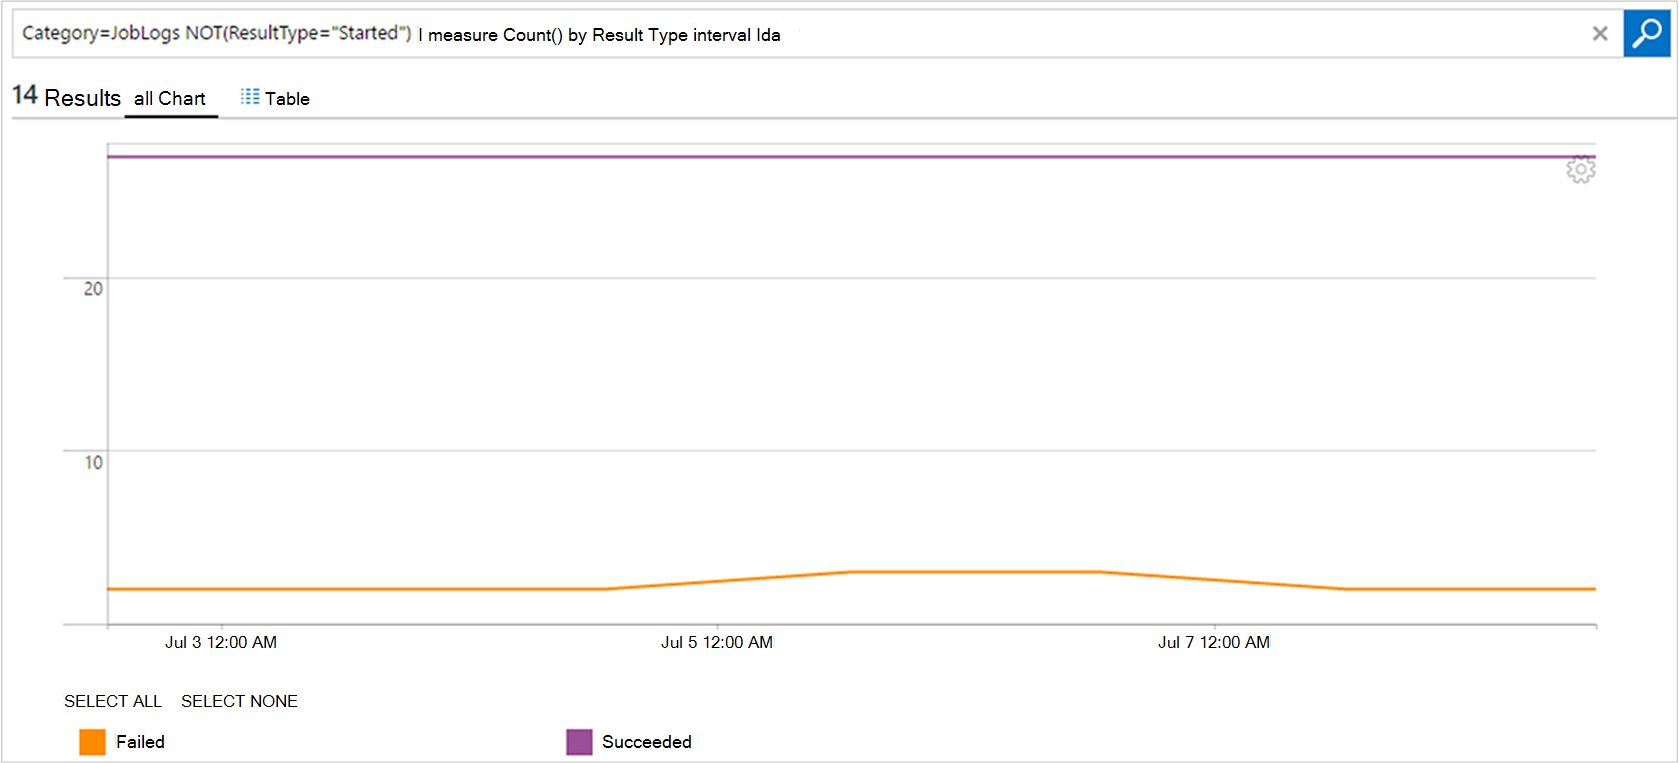 Category=JobLogs NOT(ResultType="Started") I measure Count() by Result Type interval Ida
14 Results all Chart Table
20
10
Jul 3 12:00 AM Jul 5 12:00 AM Jul 7 12:00 AM
SELECT ALL SELECT NONE
Failed Succeeded